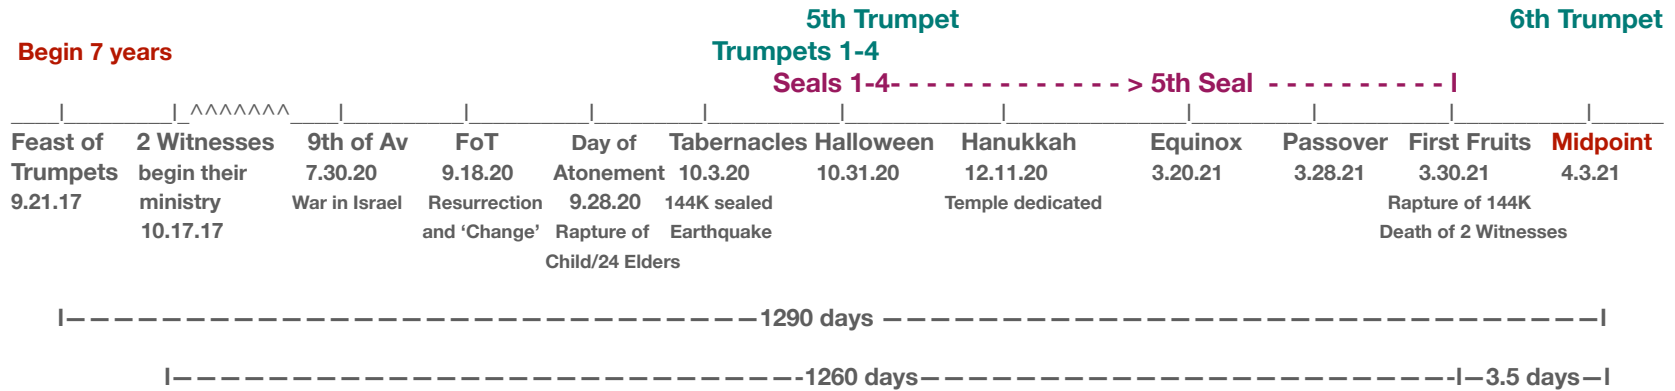 5th Trumpet 6th Trumpet
Begin 7 years Trumpets 1-4
Seals 1-4- - - - - - - - - - - - - > 5th Seal - - - - - - - - - - I
____I_________I_^^^^^^^____I_________I_________I________I_________I___________I_____________I_________I__________I__________I______
Feast of 2 Witnesses 9th of Av FoT Day of Tabernacles Halloween Hanukkah Equinox Passover First Fruits Midpoint
Trumpets begin their 7.30.20 9.18.20 Atonement 10.3.20 10.31.20 12.11.20 3.20.21 3.28.21 3.30.21 4.3.21
9.21.17 ministry War in Israel Resurrection 9.28.20 144K sealed Temple dedicated Rapture of 144K
10.17.17 and ‘Change’ Rapture of Earthquake Death of 2 Witnesses
Child/24 Elders
I—————————————————————————————1290 days ——————————————————————————————I
I——————————————————————————-1260 days——————————————————————-I—3.5 days—I